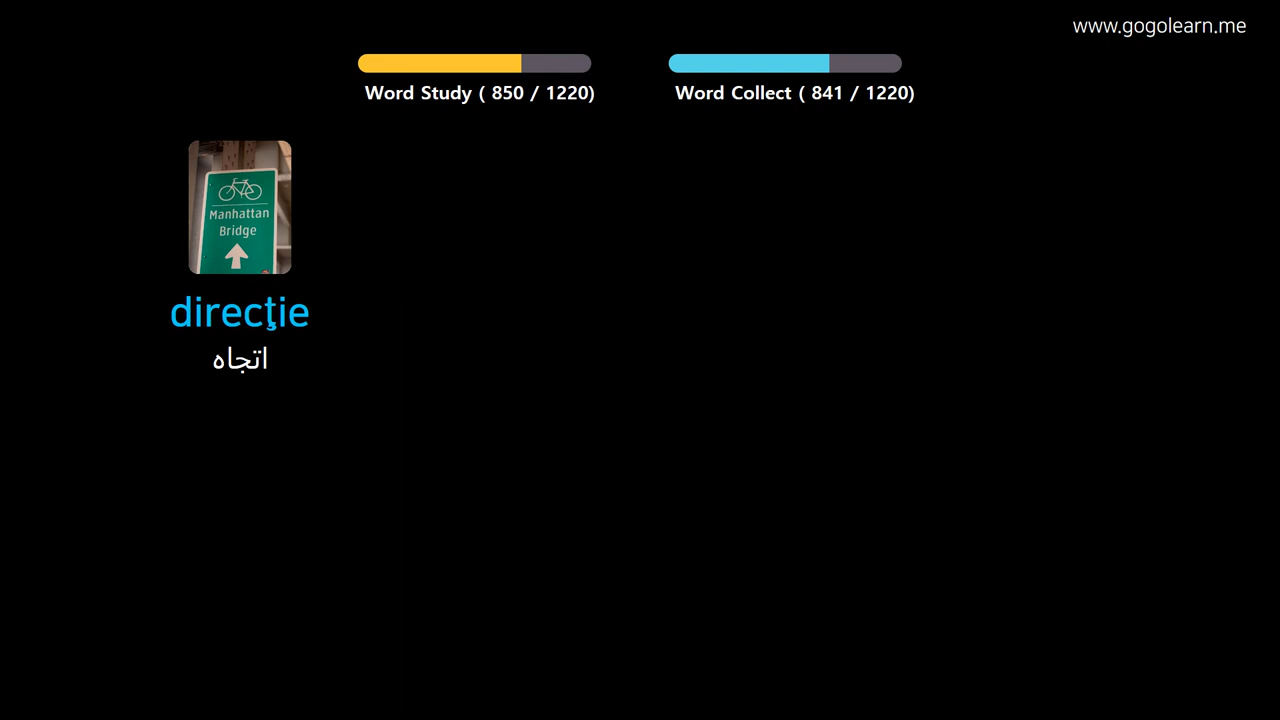 www.gogolearn.me
Word Study ( 850 / 1220)
Word Collect ( 841 / 1220)
Manhattan
Bridge
direcţie
اتجاه